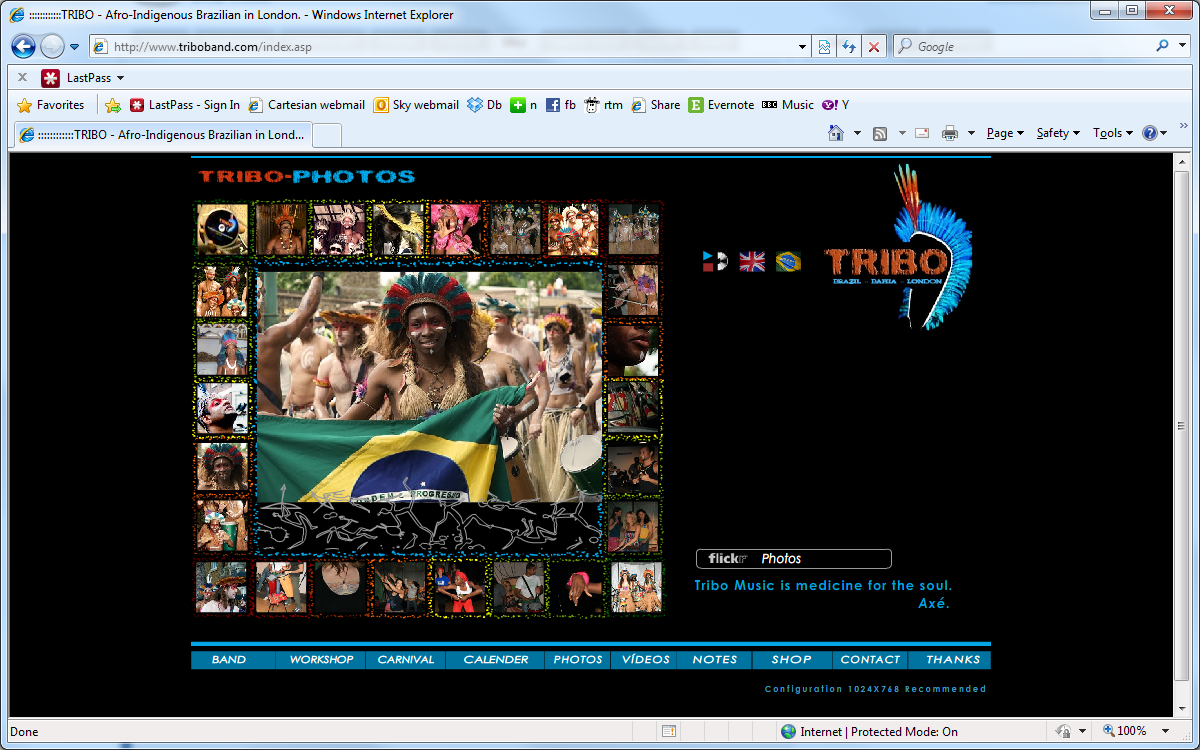 ::::::::::::TRIBO - Afro-Indigenous Brazilian in London. - Windows Internet Explorer
http://www.triboband.com/index.asp
Google
LastPass
Favorites
LastPass - Sign In
Cartesian webmail
Sky webmail
Db
n
fb
rtm
Share
Evernote
BBC Music
Y! Y
::::::::::::TRIBO - Afro-Indigenous Brazilian in Lond...
Page
Safety
Tools
TRIBO-PHOTOS
TRIBO
BRAZIL - BAHIA - LONDON
ORDEM E PROGRESSO
flickr Photos
Tribo Music is medicine for the soul.
Axé.
BAND WORKSHOP CARNIVAL CALENDER PHOTOS VÍDEOS NOTES SHOP CONTACT THANKS
Configuration 1024X768 Recommended
Done
Internet | Protected Mode: On
100%